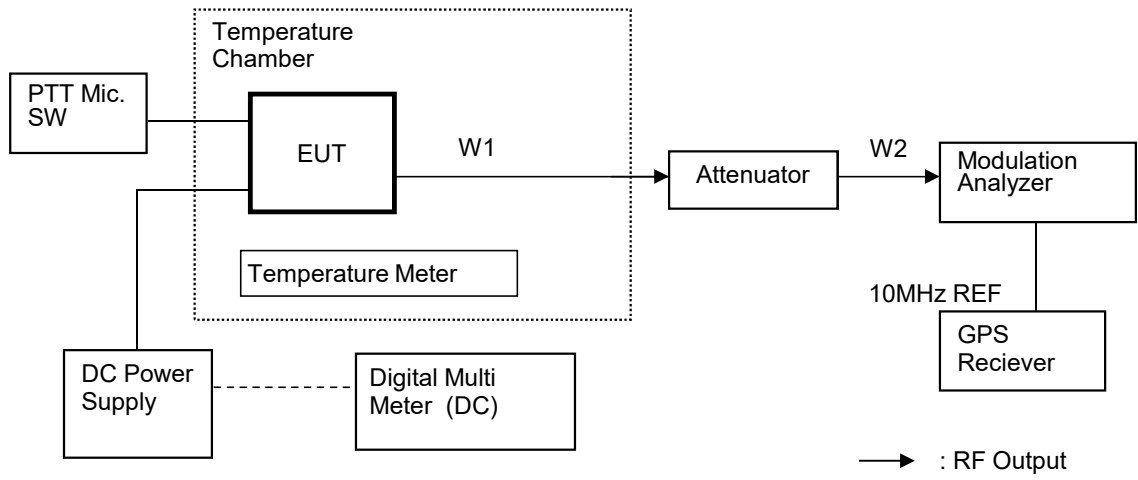 Temperature
Chamber
PTT Mic.
SW
EUT
W1
Attenuator
W2
Modulation
Analyzer
Temperature Meter
10MHz REF
GPS
Reciever
DC Power
Supply
Digital Multi
Meter (DC)
: RF Output